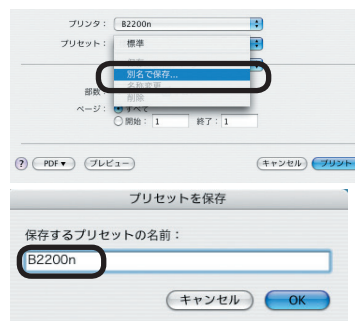 プリンタ： B2200n
プリセット： 標準
別名で保存...
名称変更...
削除
部数：
ページ： すべて
開始： 1 終了： 1
? PDF▼ プレビュー キャンセル プリント
プリセットを保存
保存するプリセットの名前：
B2200n
キャンセル OK